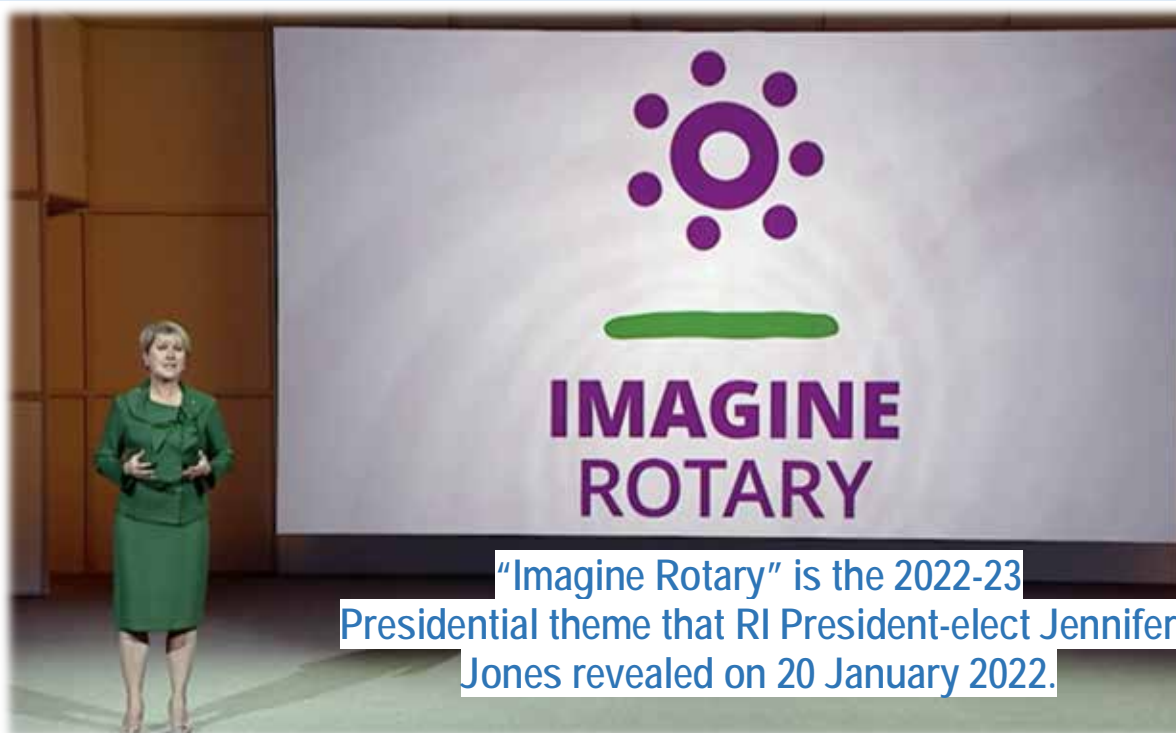 IMAGINE
ROTARY
“Imagine Rotary” is the 2022-23
Presidential theme that RI President-elect Jennifer
Jones revealed on 20 January 2022.